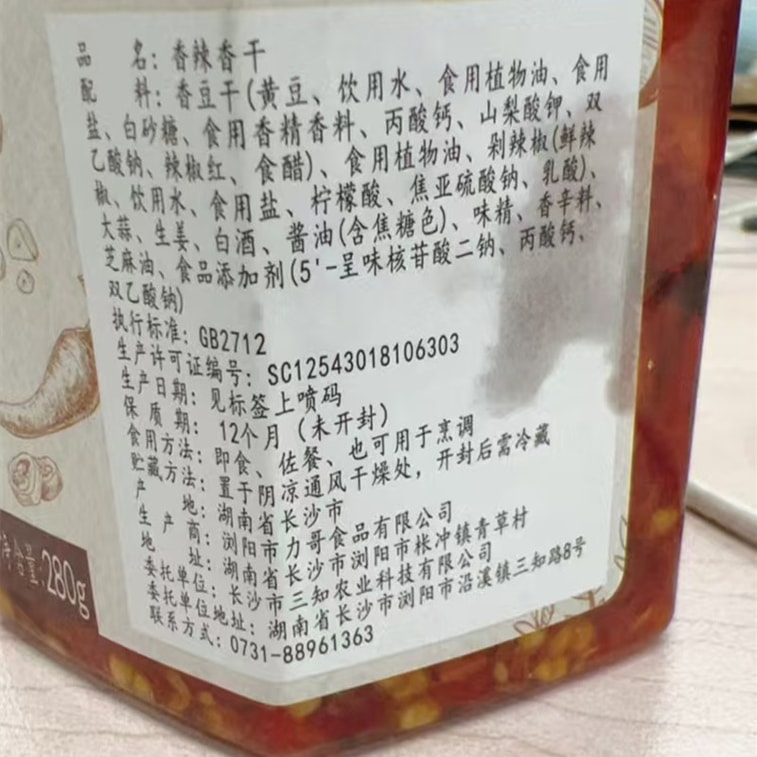 品 名: 香辣香干
配 料: 香豆干(黄豆、饮用水、食用植物油、食用
盐、白砂糖、食用香精香料、丙酸钙、山梨酸钾、双
乙酸钠、辣椒红、食醋)、食用植物油、剁辣椒(鲜辣
椒、饮用水、食用盐、柠檬酸、焦亚硫酸钠、乳酸)、
大蒜、生姜、白酒、酱油(含焦糖色)、味精、香辛料、
芝麻油、食品添加剂(5'-呈味核苷酸二钠、丙酸钙、
双乙酸钠)
执行标准: GB2712
生产许可证编号: SC12543018106303
生产日期: 见标签上喷码
保 质 期: 12个月(未开封)
食用方法: 即食、佐餐、也可用于烹调
贮藏方法: 置于阴凉通风干燥处,开封后需冷藏
产 地: 湖南省长沙市
生 产 商: 浏阳市力哥食品有限公司
地 址: 湖南省长沙市浏阳市枨冲镇青草村
委托单位: 长沙市三知农业科技有限公司
委托单位地址: 湖南省长沙市浏阳市沿溪镇三知路8号
联系方式: 0731-88961363
净含量:280g